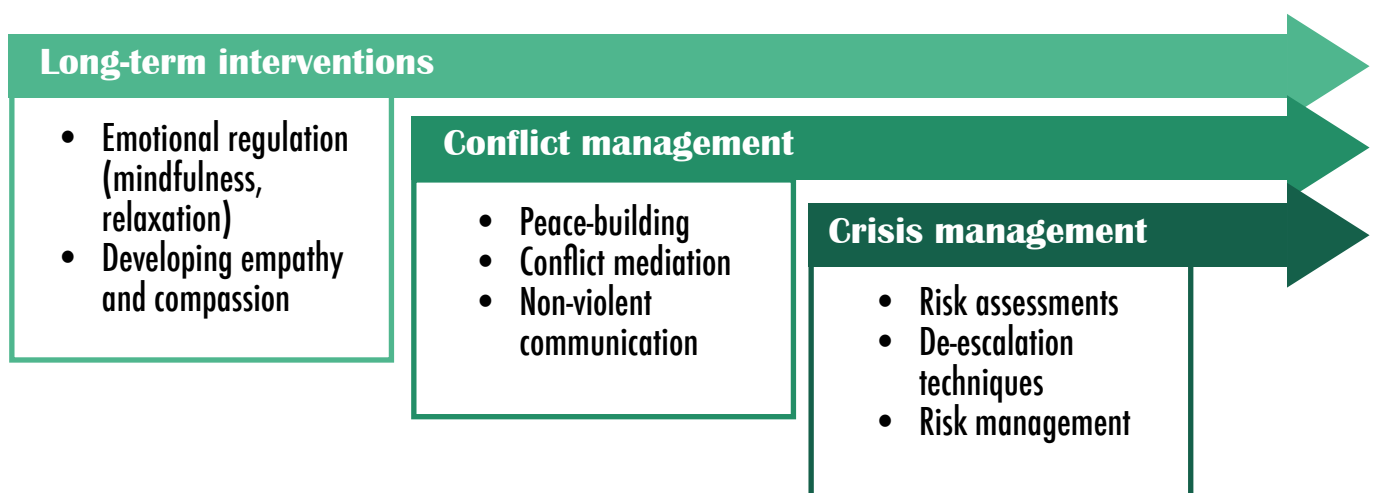 Long-term interventions
• Emotional regulation
(mindfulness,
relaxation)
• Developing empathy
and compassion
Conflict management
• Peace-building
• Conflict mediation
• Non-violent
communication
Crisis management
• Risk assessments
• De-escalation
techniques
• Risk management